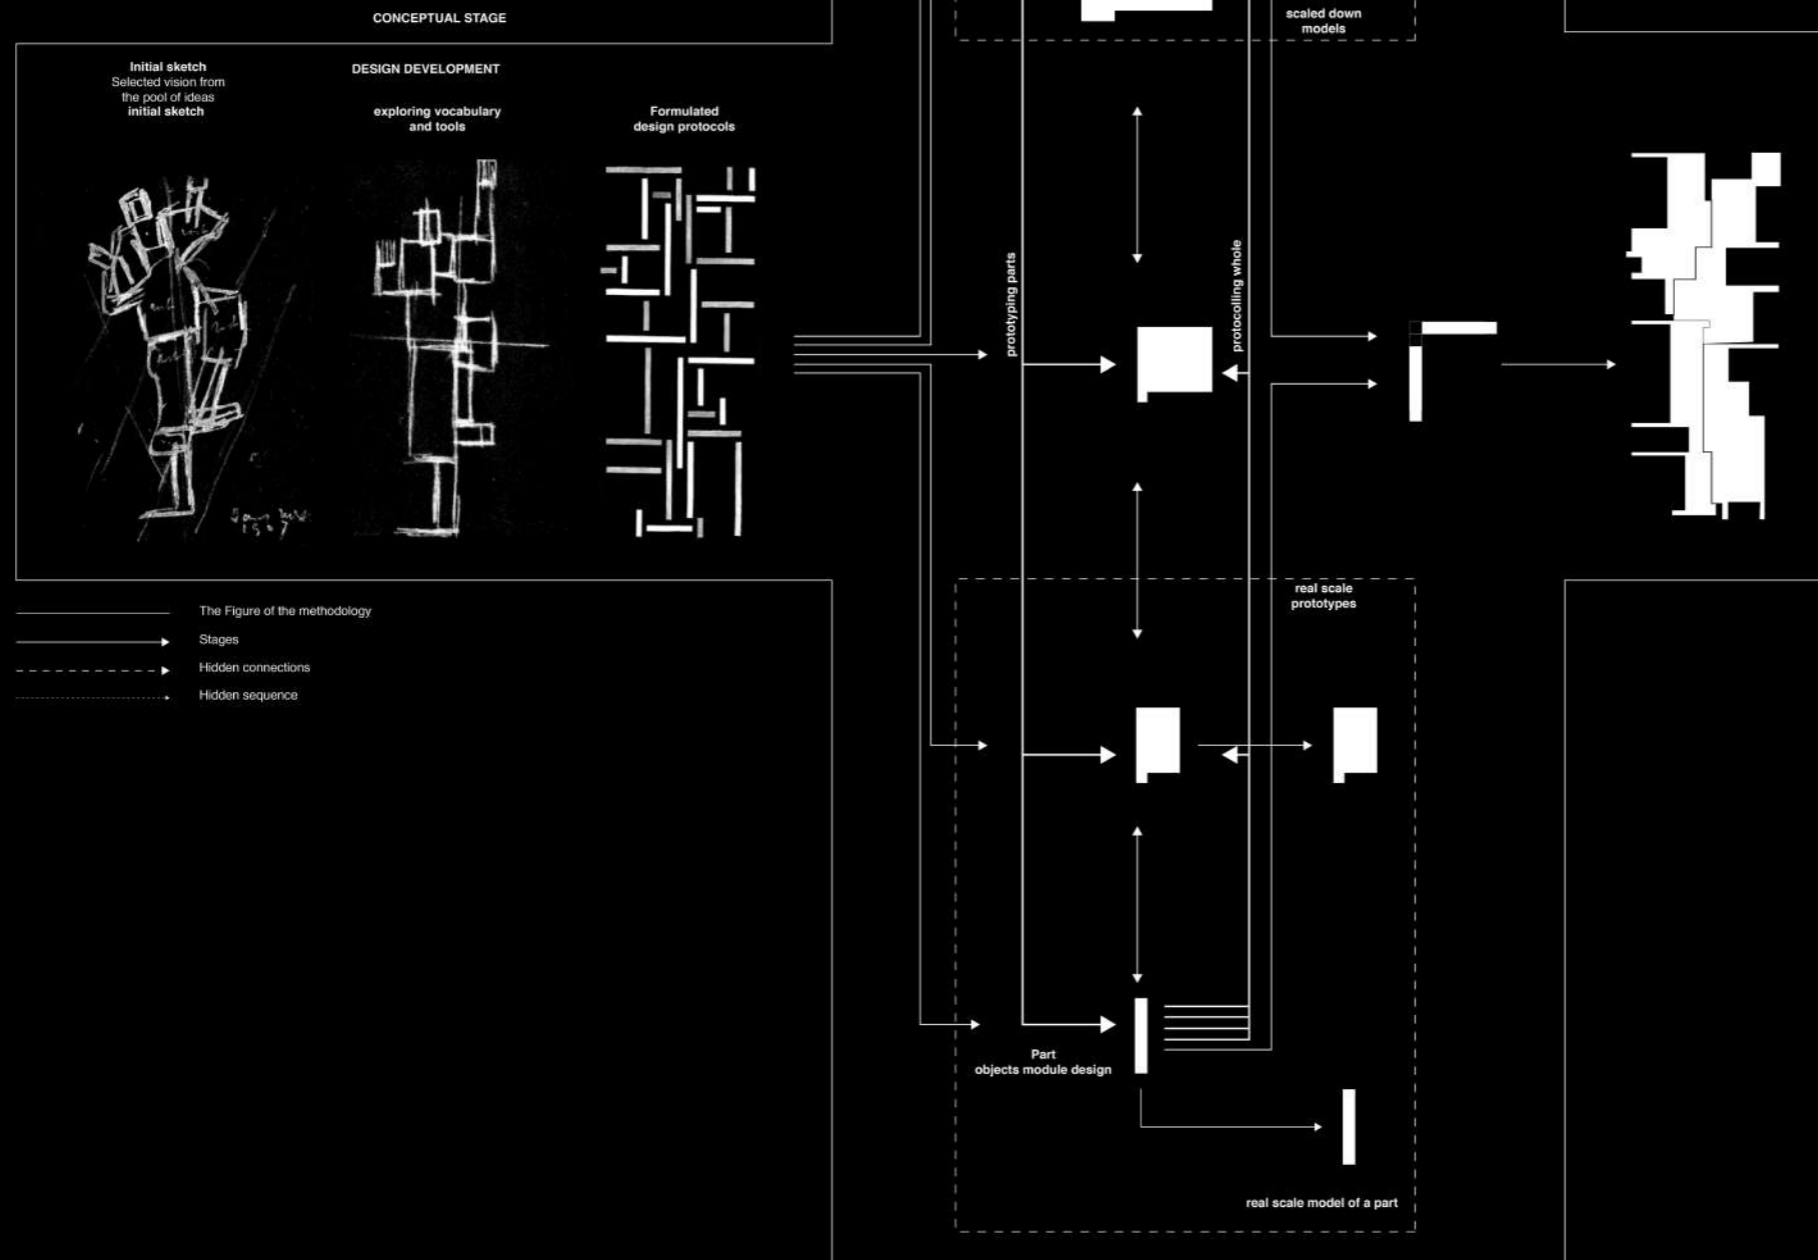 CONCEPTUAL STAGE
scaled down
models
Initial sketch
Selected vision from
the pool of ideas
initial sketch
DESIGN DEVELOPMENT
exploring vocabulary
and tools
Formulated
design protocols
prototyping parts
protocolling whole
real scale
prototypes
The Figure of the methodology
Stages
Hidden connections
Hidden sequence
Part
objects module design
real scale model of a part